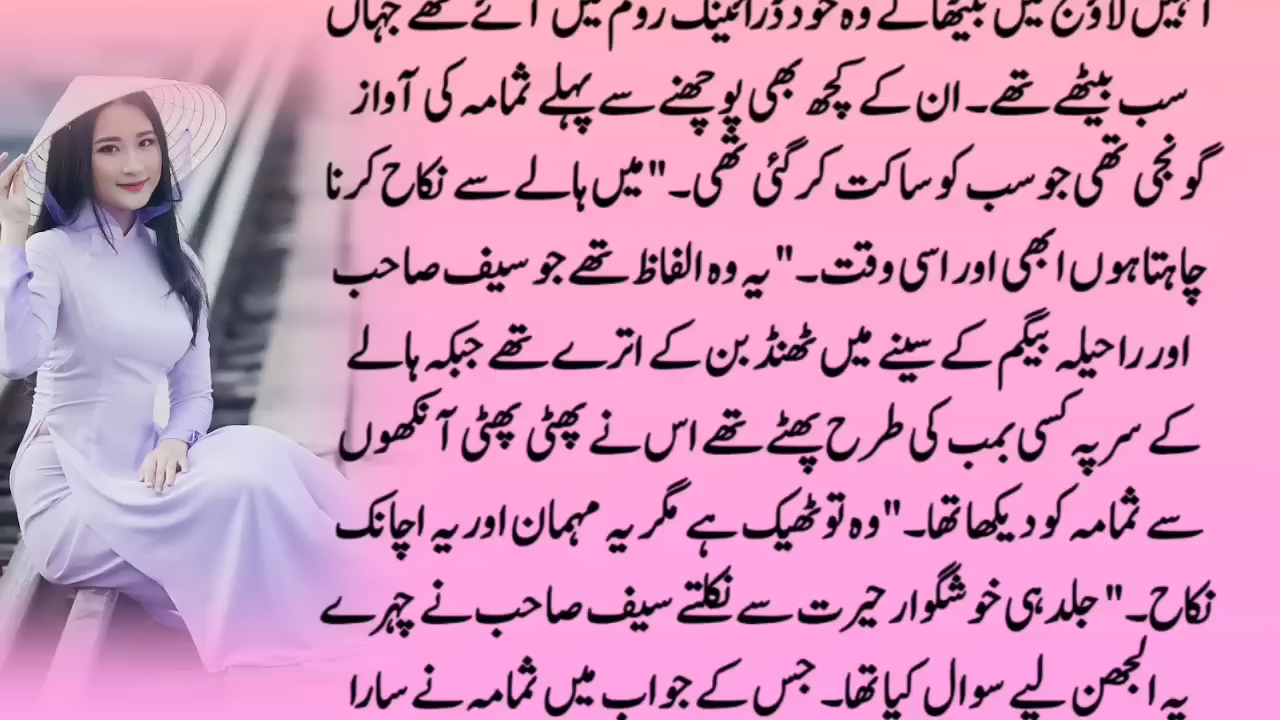 انہیں لاؤنج میں بیٹھائے وہ خود ڈرائینگ روم میں آئے تھے جہاں
سب بیٹھے تھے۔ ان کے کچھ بھی پوچھنے سے پہلے ثمامہ کی آواز
گونجی تھی جو سب کو ساکت کر گئی تھی۔ "میں ہالے سے نکاح کرنا
چاہتا ہوں ابھی اور اسی وقت۔" یہ وہ الفاظ تھے جو سیف صاحب
اور راحیلہ بیگم کے سینے میں ٹھنڈ بن کے اترے تھے جبکہ ہالے
کے سر پہ کسی بمب کی طرح پھٹے تھے اس نے پھٹی پھٹی آنکھوں
سے ثمامہ کو دیکھا تھا۔ "وہ تو ٹھیک ہے مگر یہ مہمان اور یہ اچانک
نکاح۔" جلد ہی خوشگوار حیرت سے نکلتے سیف صاحب نے چہرے
پہ الجھن لیے سوال کیا تھا۔ جس کے جواب میں ثمامہ نے سارا